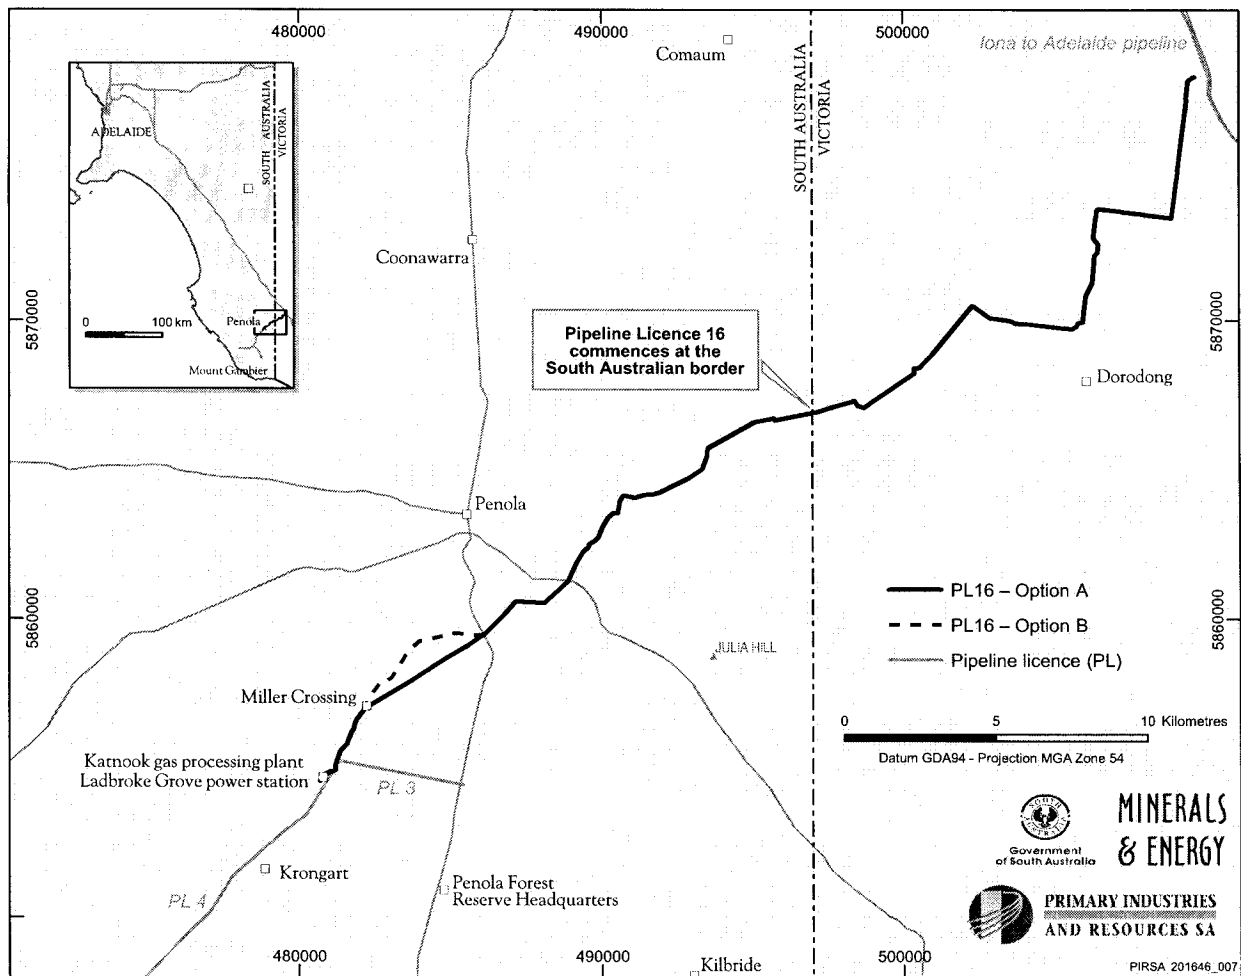 480000
490000
500000
Comaum
Iona to Adelaide pipeline
ADELAIDE
SOUTH AUSTRALIA
VICTORIA
0
100 km
Penola
Mount Gambier
SOUTH AUSTRALIA
VICTORIA
Coonawarra
5870000
5870000
Pipeline Licence 16
commences at the
South Australian border
Dorodong
Penola
5860000
5860000
PL16 – Option A
PL16 – Option B
Pipeline licence (PL)
JULIA HILL
Miller Crossing
0
5
10 Kilometres
Datum GDA94 - Projection MGA Zone 54
Katnook gas processing plant
Ladbroke Grove power station
PL 3
SOUTH
AUSTRALIA
Government
of South Australia
MINERALS
& ENERGY
Krongart
PL 4
Penola Forest
Reserve Headquarters
PRIMARY INDUSTRIES
AND RESOURCES SA
480000
490000
500000
Kilbride
PIRSA 201646_007